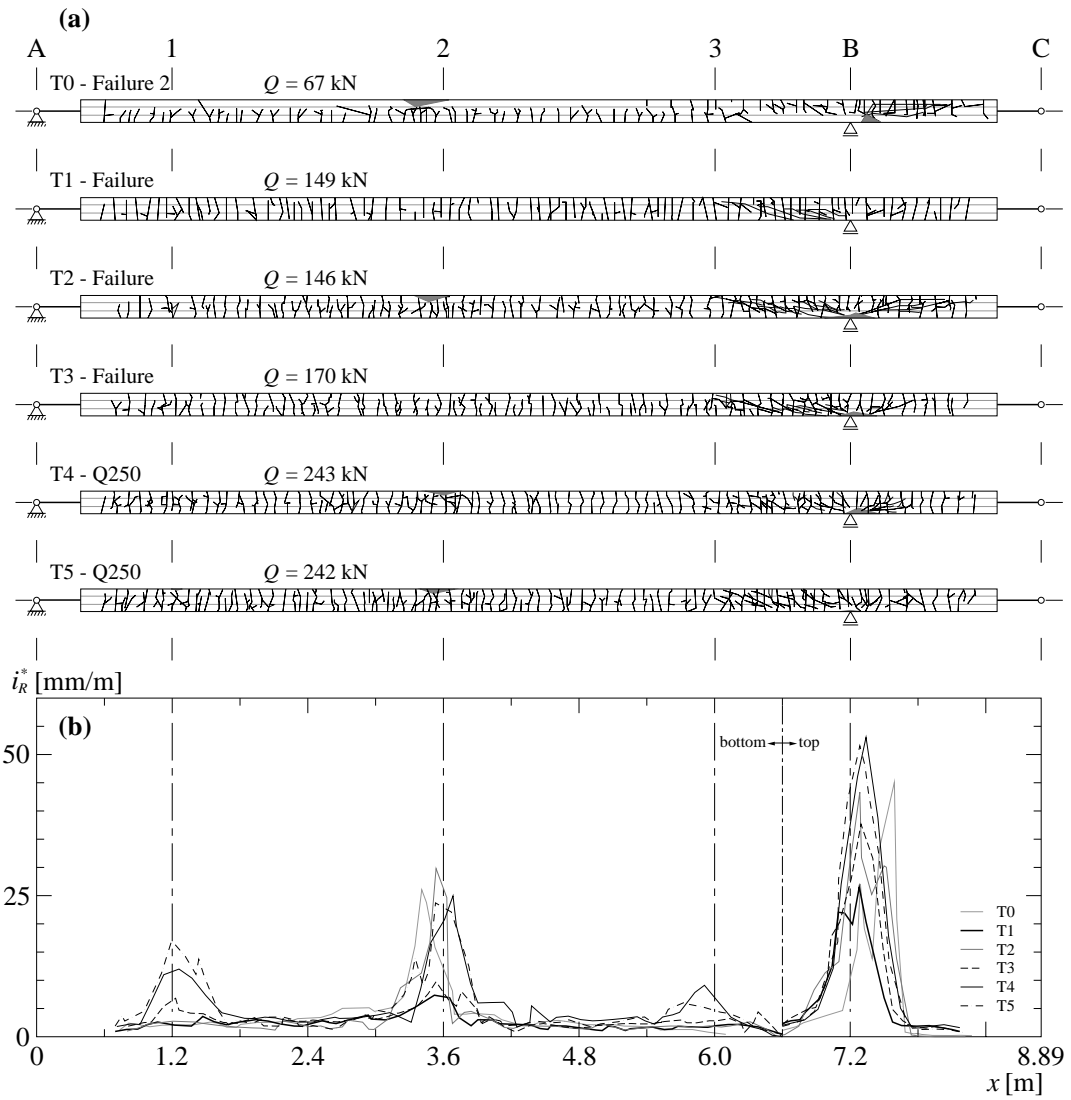 (a)
A 1 2 3 B C
T0 - Failure 2 Q = 67 kN
T1 - Failure Q = 149 kN
T2 - Failure Q = 146 kN
T3 - Failure Q = 170 kN
T4 - Q250 Q = 243 kN
T5 - Q250 Q = 242 kN
i*R [mm/m]
(b)
bottom top
50
25
0
T0
T1
T2
T3
T4
T5
0 1.2 2.4 3.6 4.8 6.0 7.2 8.89
x [m]